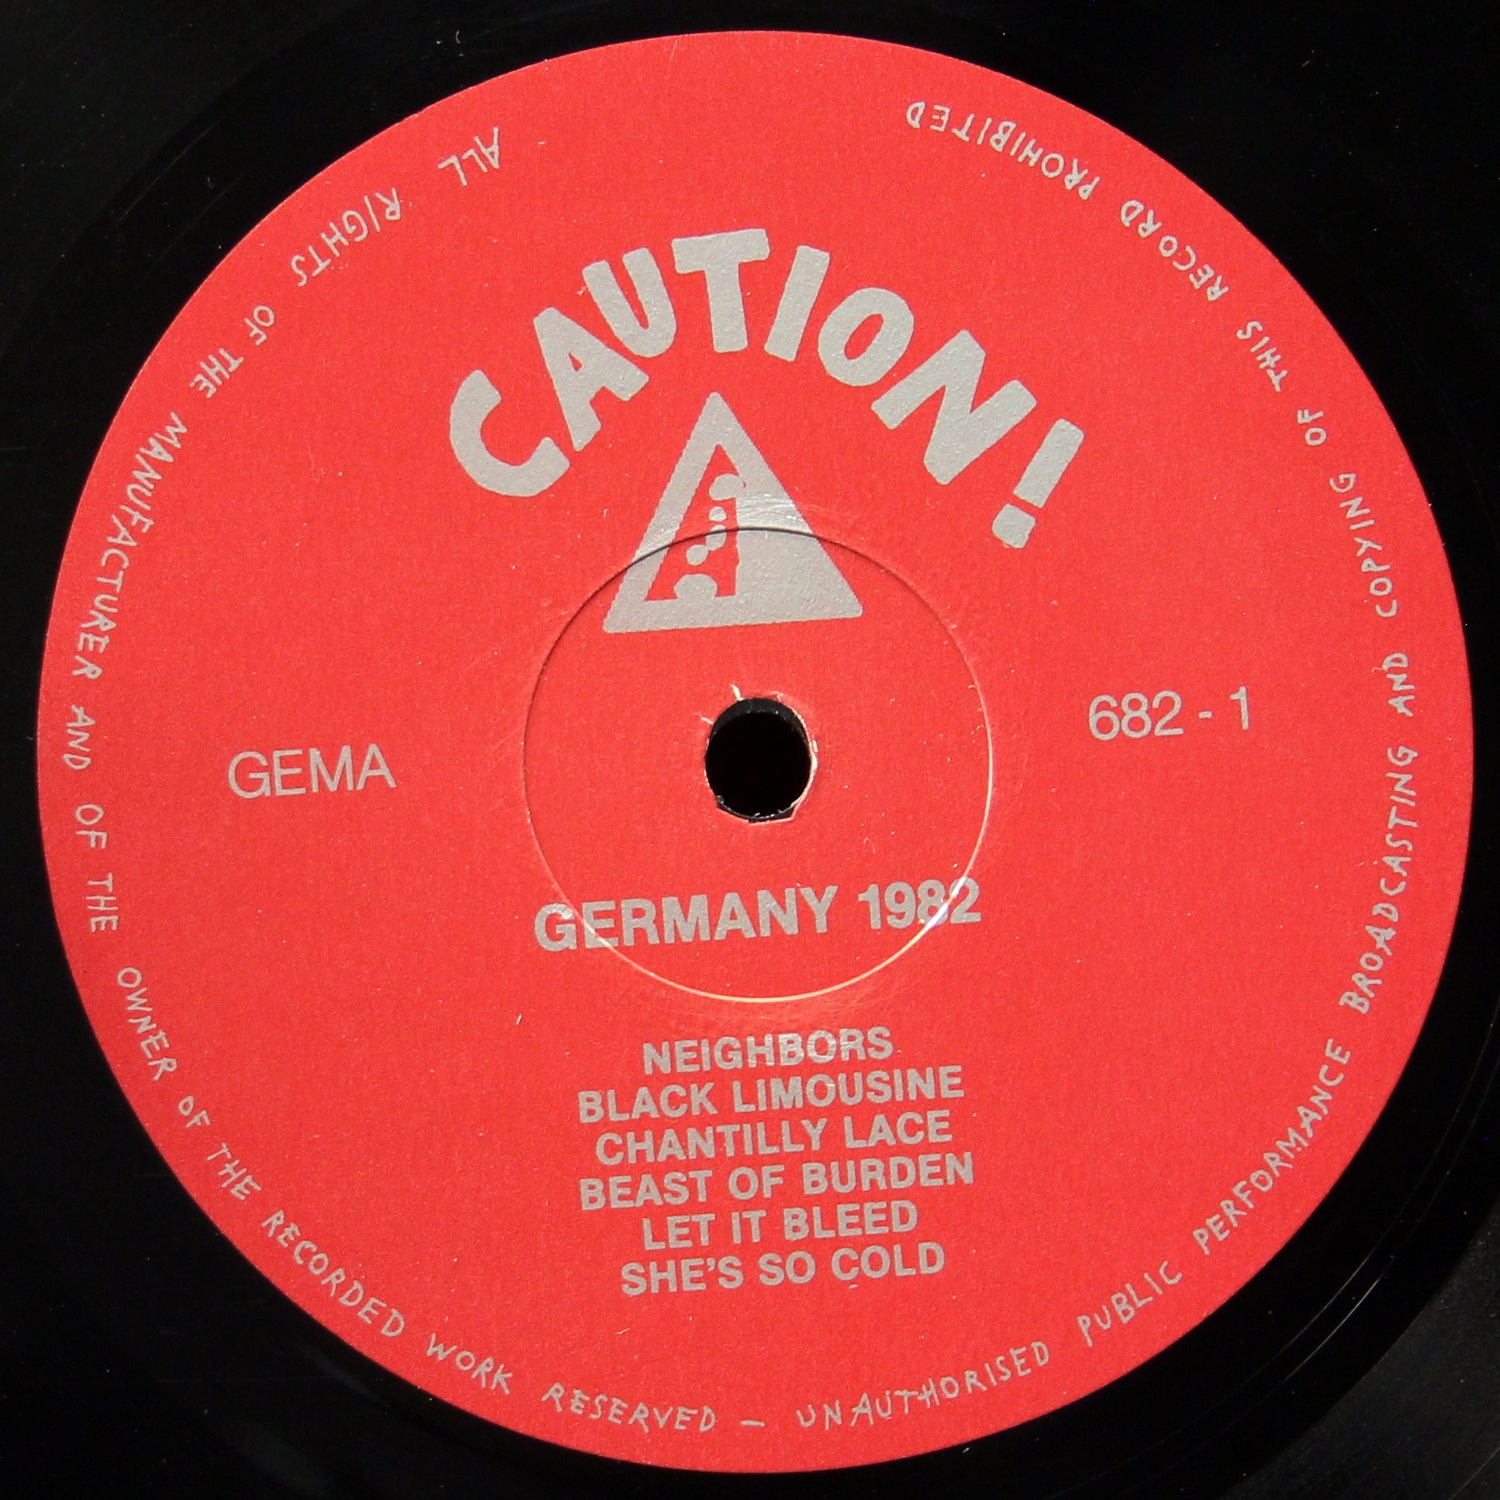 CAUTION!
GEMA
682 - 1
GERMANY 1982
NEIGHBORS
BLACK LIMOUSINE
CHANTILLY LACE
BEAST OF BURDEN
LET IT BLEED
SHE'S SO COLD
ALL RIGHTS OF THE MANUFACTURER AND OF THE OWNER OF THE RECORDED WORK RESERVED – UNAUTHORISED PUBLIC PERFORMANCE BROADCASTING AND COPYING OF THIS RECORD PROHIBITED